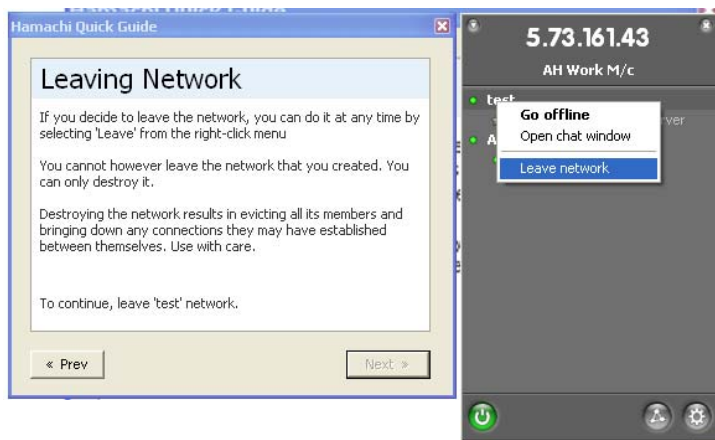 Hamachi Quick Guide
Leaving Network
If you decide to leave the network, you can do it at any time by
selecting 'Leave' from the right-click menu
You cannot however leave the network that you created. You
can only destroy it.
Destroying the network results in evicting all its members and
bringing down any connections they may have established
between themselves. Use with care.
To continue, leave 'test' network.
« Prev
Next »
5.73.161.43
AH Work M/c
test
Go offline
Open chat window
Leave network